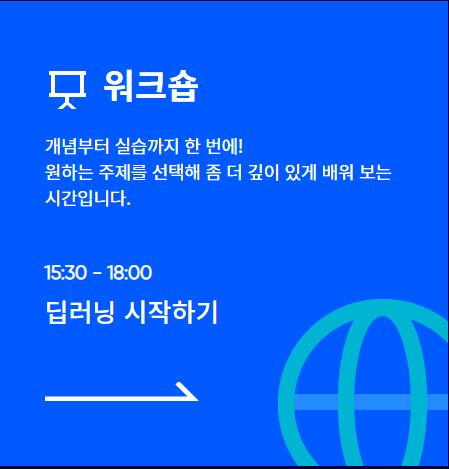 워크숍
개념부터 실습까지 한 번에!
원하는 주제를 선택해 좀 더 깊이 있게 배워 보는
시간입니다.
15:30 - 18:00
딥러닝 시작하기